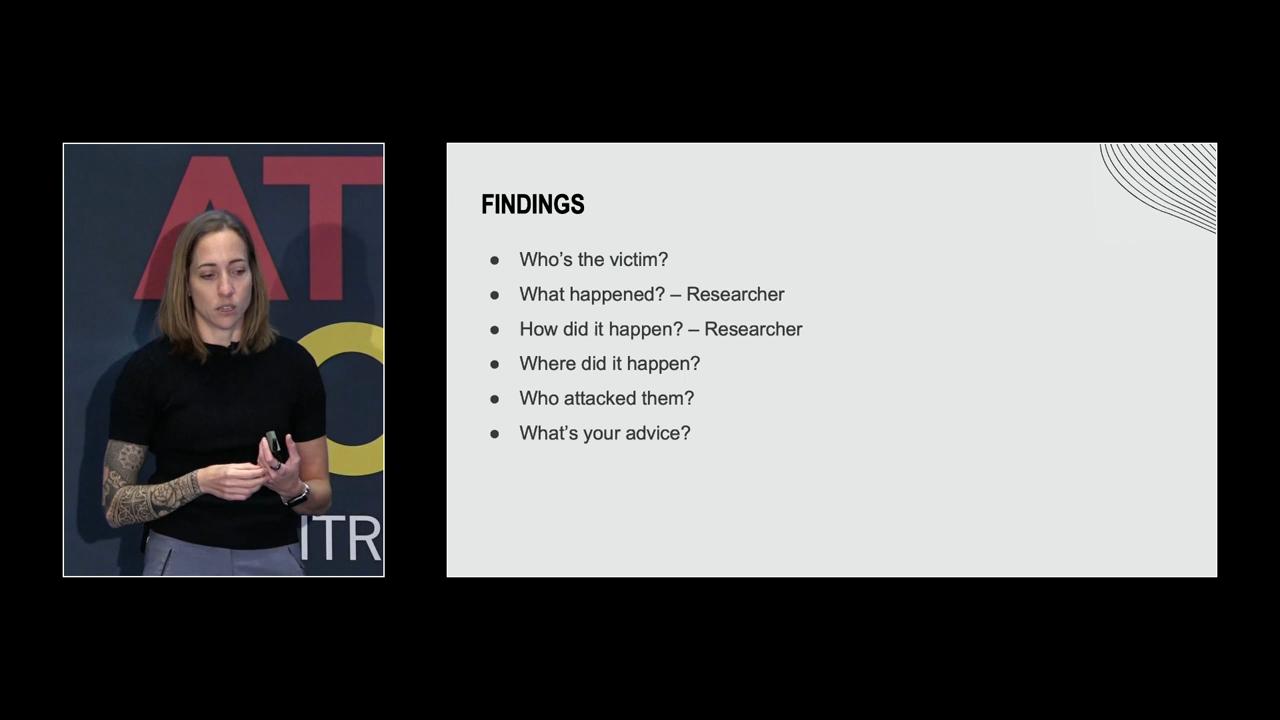 AT
ITR
FINDINGS
● Who’s the victim?
● What happened? – Researcher
● How did it happen? – Researcher
● Where did it happen?
● Who attacked them?
● What’s your advice?